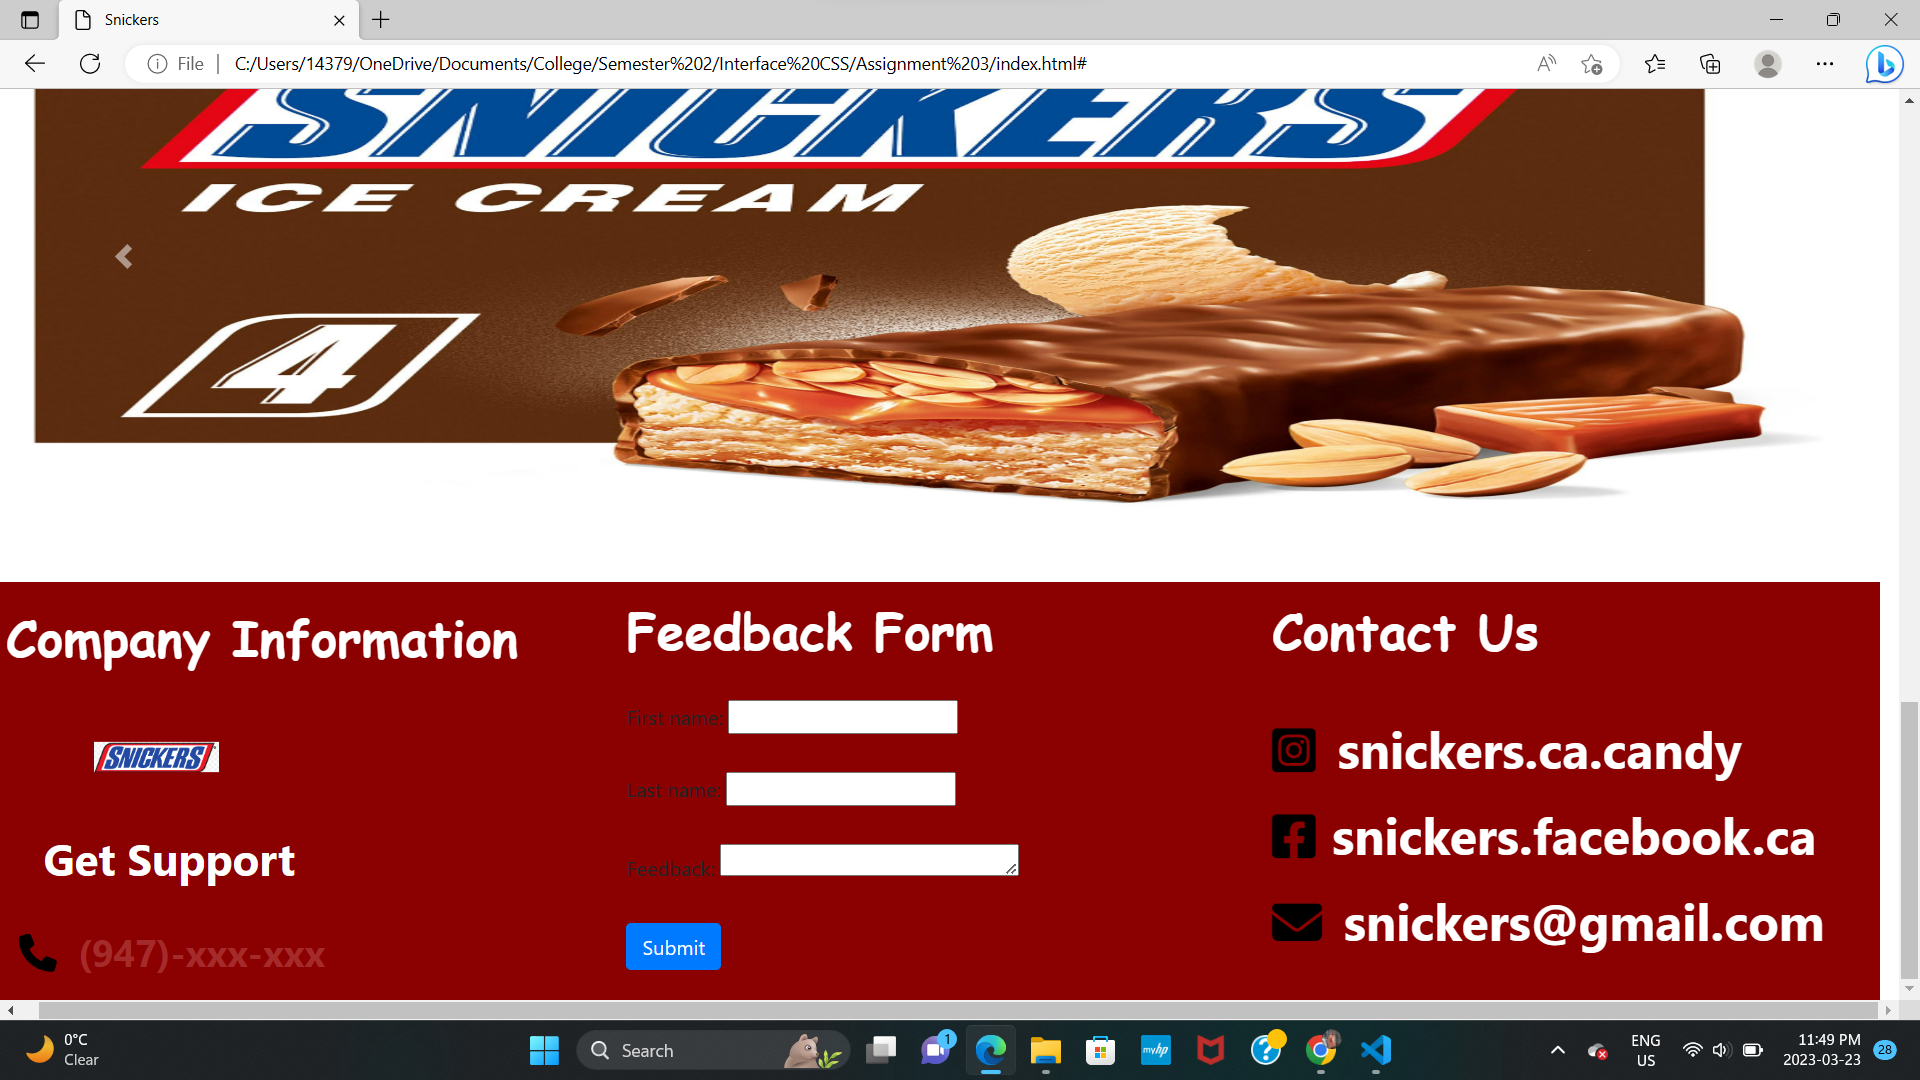 Snickers
File
C:/Users/14379/OneDrive/Documents/College/Semester%202/Interface%20CSS/Assignment%203/index.html#
SNICKERS
ICE CREAM
4
Company Information
Feedback Form
Contact Us
First name:
SNICKERS
snickers.ca.candy
Last name:
Get Support
snickers.facebook.ca
Feedback:
(947)-xxx-xxx
Submit
snickers@gmail.com
0°C
Clear
Search
1
myhp
ENG
US
11:49 PM
2023-03-23
28